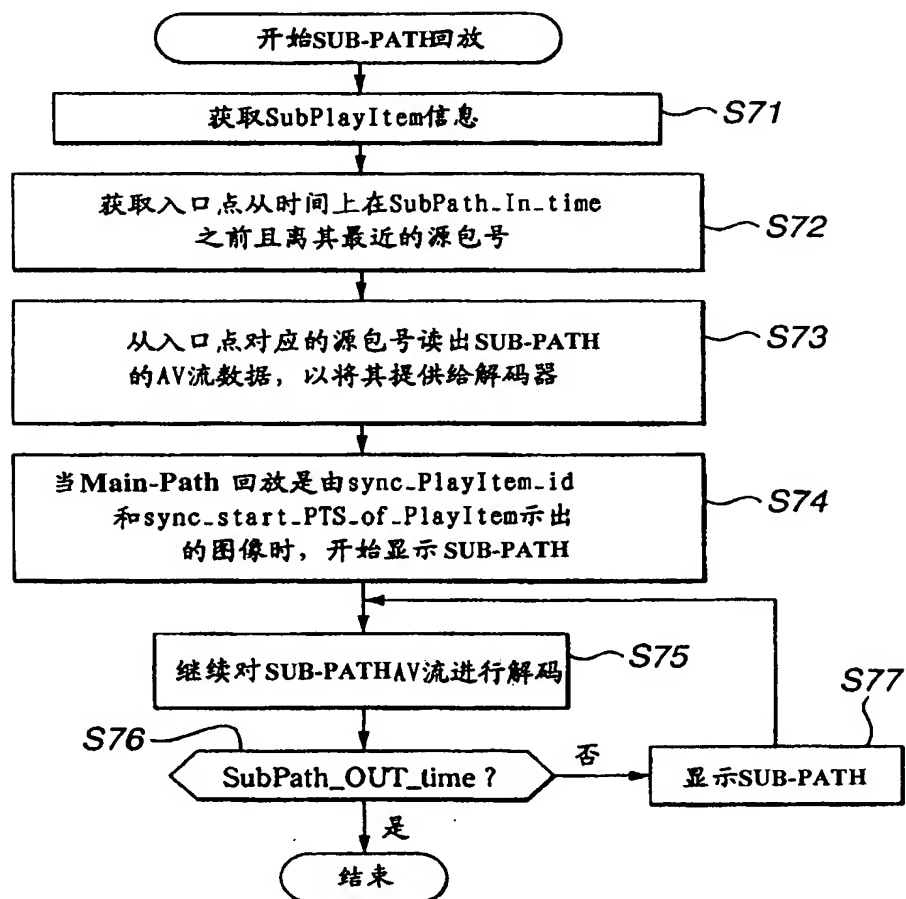 开始SUB-PATH回放
获取SubPlayItem信息
S71
获取入口点从时间上在SubPath_In_time
之前且离其最近的源包号
S72
从入口点对应的源包号读出SUB-PATH
的AV流数据，以将其提供给解码器
S73
当Main-Path 回放是由sync_PlayItem_id
和sync_start_PTS_of_PlayItem示出
的图像时，开始显示SUB-PATH
S74
继续对SUB-PATHAV流进行解码
S75
S76
SubPath_OUT_time？
否
S77
显示SUB-PATH
是
结束